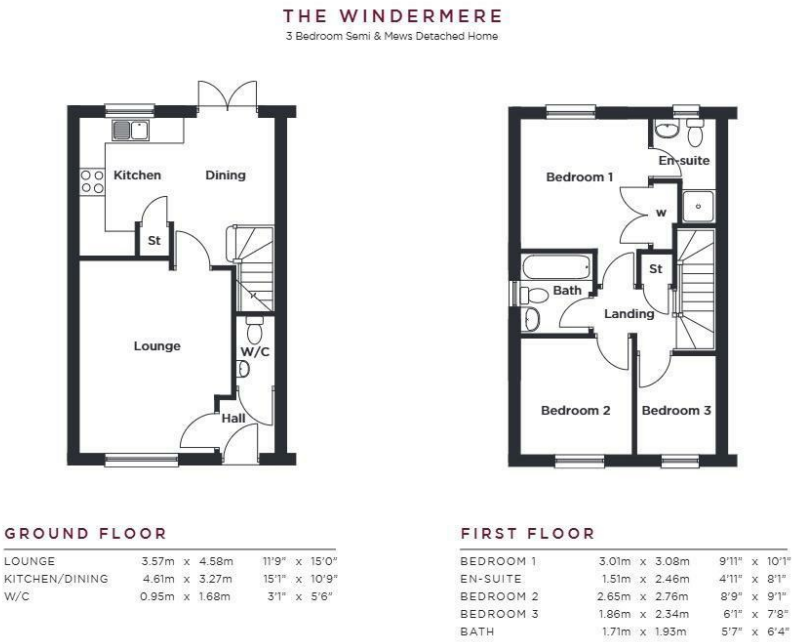 THE WINDERMERE
3 Bedroom Semi & Mews Detached Home
Kitchen
Dining
St
Lounge
W/C
Hall
En-suite
Bedroom 1
W
St
Bath
Landing
Bedroom 2
Bedroom 3
GROUND FLOOR
LOUNGE 3.57m x 4.58m 11'9" x 15'0"
KITCHEN/DINING 4.61m x 3.27m 15'1" x 10'9"
W/C 0.95m x 1.68m 3'1" x 5'6"
FIRST FLOOR
BEDROOM 1 3.01m x 3.08m 9'11" x 10'1"
EN-SUITE 1.51m x 2.46m 4'11" x 8'1"
BEDROOM 2 2.65m x 2.76m 8'9" x 9'1"
BEDROOM 3 1.86m x 2.34m 6'1" x 7'8"
BATH 1.71m x 1.93m 5'7" x 6'4"